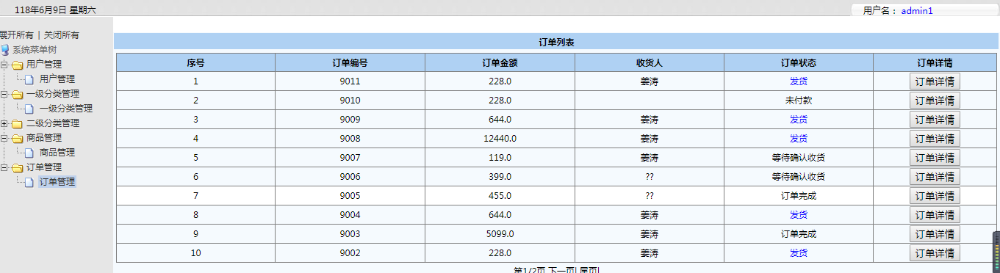 118年6月9日 星期六
用户名： admin1
展开所有 | 关闭所有
系统菜单树
用户管理
用户管理
一级分类管理
一级分类管理
二级分类管理
商品管理
商品管理
订单管理
订单管理
订单列表
序号 订单编号 订单金额 收货人 订单状态 订单详情
1 9011 228.0 姜涛 发货 订单详情
2 9010 228.0 未付款 订单详情
3 9009 644.0 姜涛 发货 订单详情
4 9008 12440.0 姜涛 发货 订单详情
5 9007 119.0 姜涛 等待确认收货 订单详情
6 9006 399.0 ?? 等待确认收货 订单详情
7 9005 455.0 ?? 订单完成 订单详情
8 9004 644.0 姜涛 发货 订单详情
9 9003 5099.0 姜涛 订单完成 订单详情
10 9002 228.0 姜涛 发货 订单详情
第1/2页 下一页| 尾页|